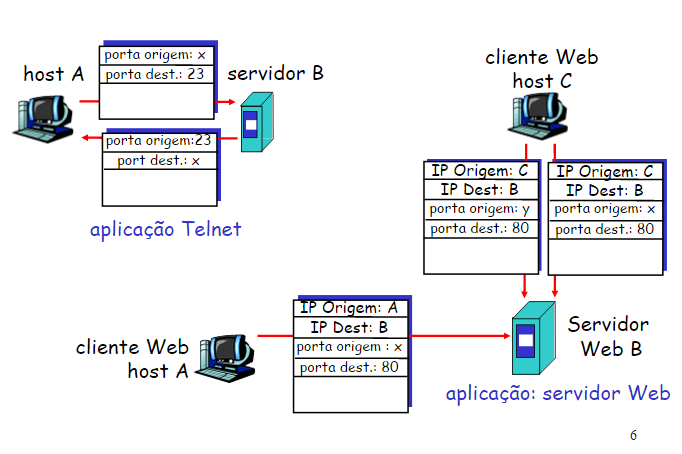 host A
porta origem: x
porta dest.: 23
servidor B
porta origem:23
port dest.: x
aplicação Telnet
cliente Web
host C
IP Origem: C
IP Dest: B
porta origem: y
porta dest.: 80
IP Origem: C
IP Dest: B
porta origem: x
porta dest.: 80
cliente Web
host A
IP Origem: A
IP Dest: B
porta origem : x
porta dest.: 80
Servidor
Web B
aplicação: servidor Web
6